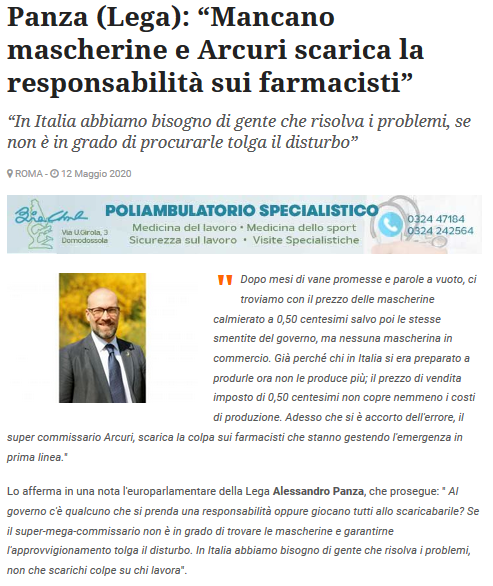 Panza (Lega): “Mancano
mascherine e Arcuri scarica la
responsabilità sui farmacisti”
“In Italia abbiamo bisogno di gente che risolva i problemi, se
non è in grado di procurarle tolga il disturbo”
ROMA - 12 Maggio 2020
Via U.Girola, 3
Domodossola
POLIAMBULATORIO SPECIALISTICO
Medicina del lavoro • Medicina dello sport
Sicurezza sul lavoro • Visite Specialistiche
0324 47184
0324 242564
" Dopo mesi di vane promesse e parole a vuoto, ci
troviamo con il prezzo delle mascherine
calmierato a 0,50 centesimi salvo poi le stesse
smentite del governo, ma nessuna mascherina in
commercio. Già perché chi in Italia si era preparato a
produrle ora non le produce più; il prezzo di vendita
imposto di 0,50 centesimi non copre nemmeno i costi
di produzione. Adesso che si è accorto dell'errore, il
super commissario Arcuri, scarica la colpa sui farmacisti che stanno gestendo l'emergenza in
prima linea."
Lo afferma in una nota l'europarlamentare della Lega Alessandro Panza, che prosegue: " Al
governo c'è qualcuno che si prenda una responsabilità oppure giocano tutti allo scaricabarile? Se
il super-mega-commissario non è in grado di trovare le mascherine e garantirne
l'approvvigionamento tolga il disturbo. In Italia abbiamo bisogno di gente che risolva i problemi,
non che scarichi colpe su chi lavora".